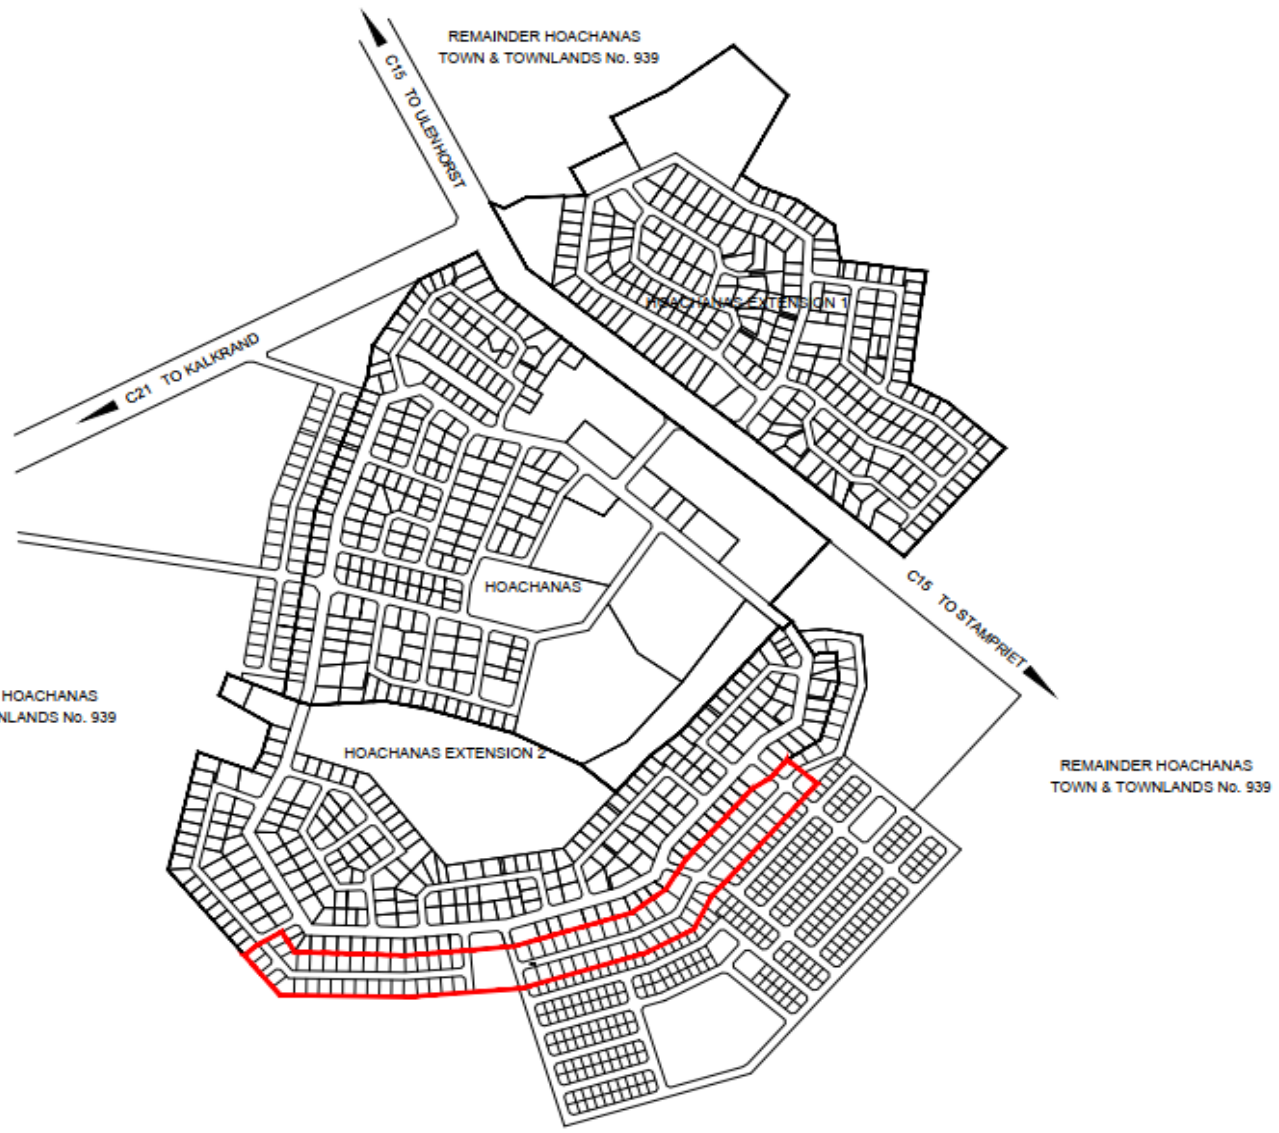 REMAINDER HOACHANAS
TOWN & TOWNLANDS No. 939
C15 TO ULENHORST
HOACHANAS EXTENSION 1
C21 TO KALKRAND
HOACHANAS
C15 TO STAMPRIET
HOACHANAS
NLANDS No. 939
HOACHANAS EXTENSION 2
REMAINDER HOACHANAS
TOWN & TOWNLANDS No. 939